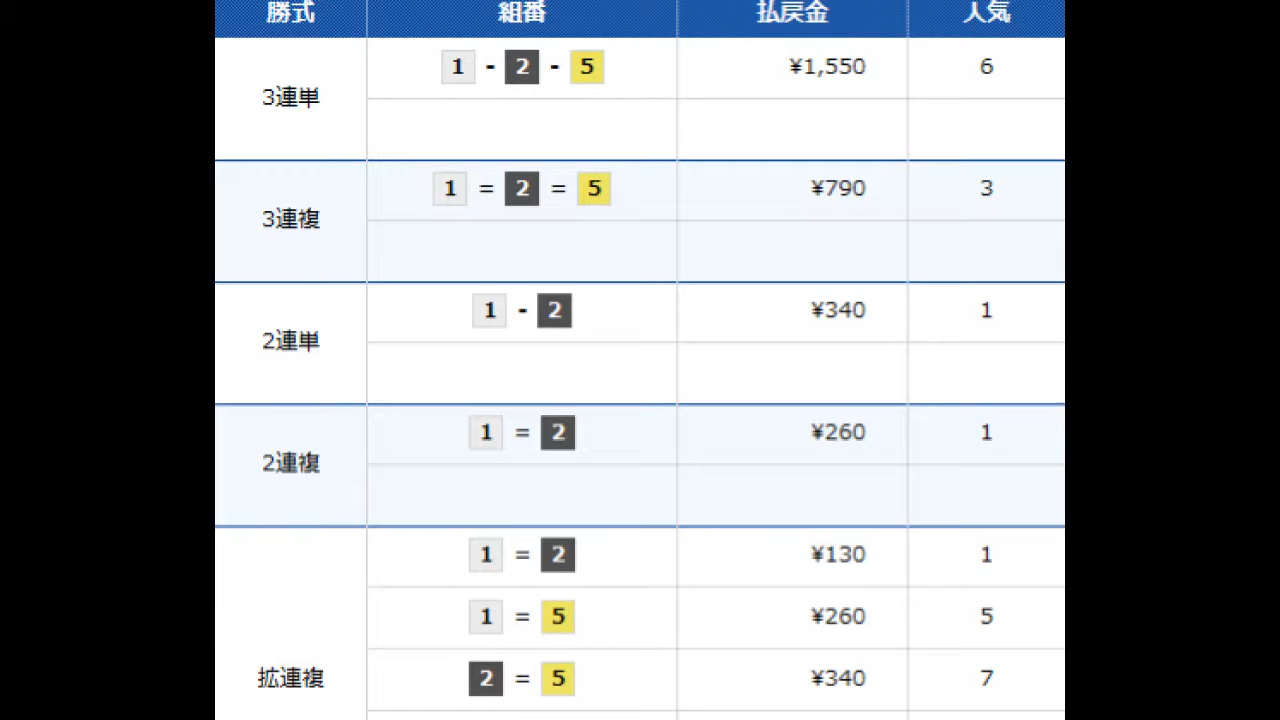 勝式 組番 払戻金 人気
3連単 1 - 2 - 5 ¥1,550 6
3連複 1 = 2 = 5 ¥790 3
2連単 1 - 2 ¥340 1
2連複 1 = 2 ¥260 1
拡連複 1 = 2 ¥130 1
1 = 5 ¥260 5
2 = 5 ¥340 7